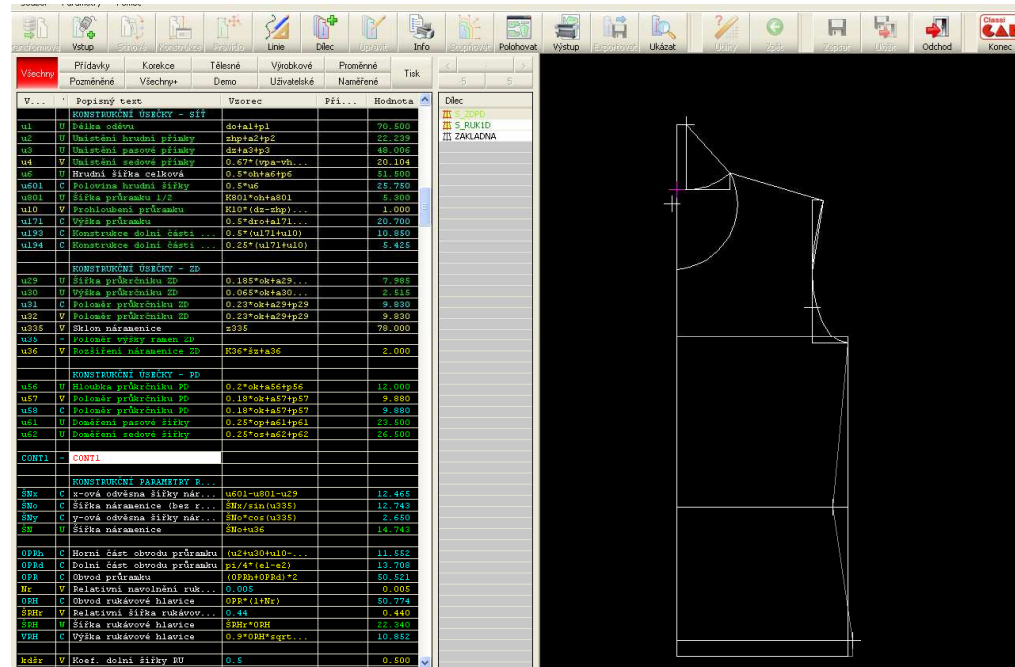 Vstup
Linie
Dílec
Info
Polohovat
Výstup
Ukázat
Odchod
Classi
CAD
Konec
Všechny
Přídavky Korekce Tělesné Výrobkové Proměnné
Tisk
Pozměněné Všechny+ Demo Uživatelské Naměřené
5 5
V... ' Popisný text Vzorec Pří... Hodnota
Dílec
S_ZDPD
S_RUK1D
ZAKLADNA
KONSTRUKČNÍ ÚSEČKY - SÍŤ
u1 U Délka oděvu do+a1+p1 70.500
u2 U Umístění hrudní přímky zhp+a2+p2 22.239
u3 U Umístění pasové přímky dz+a3+p3 48.006
u4 V Umístění sedové přímky 0.67*(vpa-vh... 20.104
u6 U Hrudní šířka celková 0.5*oh+a6+p6 51.500
u601 C Polovina hrudní šířky 0.5*u6 25.750
u801 U Šířka průramku 1/2 K801*oh+a801 5.300
u10 V Prohloubení průramku K10*(dz-zhp)... 1.000
u171 C Výška průramku 0.5*dro+a171... 20.700
u193 C Konstrukce dolní části ... 0.5*(u171+u10) 10.850
u194 C Konstrukce dolní části ... 0.25*(u171+u10) 5.425
KONSTRUKČNÍ ÚSEČKY - ZD
u29 U Šířka průkrčníku ZD 0.185*ok+a29... 7.985
u30 U Výška průkrčníku ZD 0.065*ok+a30... 2.515
u31 C Poloměr průkrčníku ZD 0.23*ok+a29+p29 9.830
u32 V Poloměr průkrčníku ZD 0.23*ok+a29+p29 9.830
u335 V Sklon náramenice z335 78.000
u35 - Poloměr výšky ramen ZD
u36 V Rozšíření náramenice ZD K36*šz+a36 2.000
KONSTRUKČNÍ ÚSEČKY - PD
u56 U Hloubka průkrčníku PD 0.2*ok+a56+p56 12.000
u57 V Poloměr průkrčníku PD 0.18*ok+a57+p57 9.880
u58 C Poloměr průkrčníku PD 0.18*ok+a57+p57 9.880
u61 U Doměření pasové šířky 0.25*op+a61+p61 23.500
u62 U Doměření sedové šířky 0.25*os+a62+p62 26.500
CONT1 - CONT1
KONSTRUKČNÍ PARAMETRY R...
ŠNx C x-ová odvěsna šířky nár... u601-u801-u29 12.465
ŠNo C Šířka náramenice (bez r... ŠNx/sin(u335) 12.743
ŠNy C y-ová odvěsna šířky nár... ŠNo*cos(u335) 2.650
ŠN U Šířka náramenice ŠNo+u36 14.743
OPRh C Horní část obvodu průramku (u2+u30+u10-... 11.552
OPRd C Dolní část obvodu průramku pi/4*(e1-e2) 13.708
OPR C Obvod průramku (OPRh+OPRd)*2 50.521
Nr V Relativní navolnění ruk... 0.005 0.005
ORH C Obvod rukávové hlavice OPR*(1+Nr) 50.774
ŠRHr V Relativní šířka rukávov... 0.44 0.440
ŠRH U Šířka rukávové hlavice ŠRHr*ORH 22.340
VRH C Výška rukávové hlavice 0.9*ORH*sqrt... 10.852
kdšr V Koef. dolní šířky RU 0.5 0.500